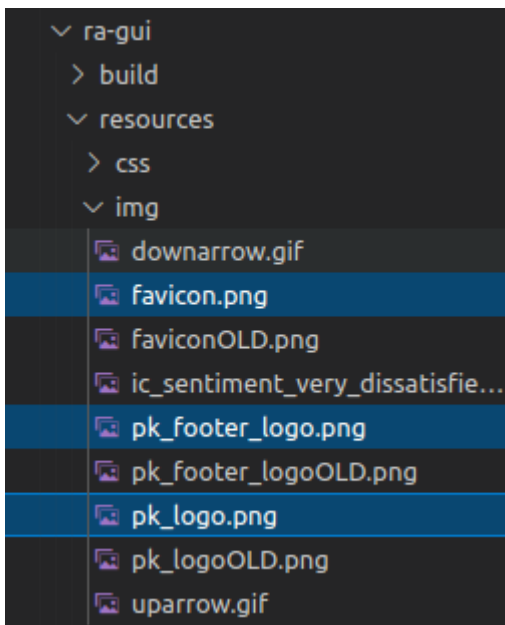 ra-gui
build
resources
css
img
downarrow.gif
favicon.png
faviconOLD.png
ic_sentiment_very_dissatisfie...
pk_footer_logo.png
pk_footer_logoOLD.png
pk_logo.png
pk_logoOLD.png
uparrow.gif